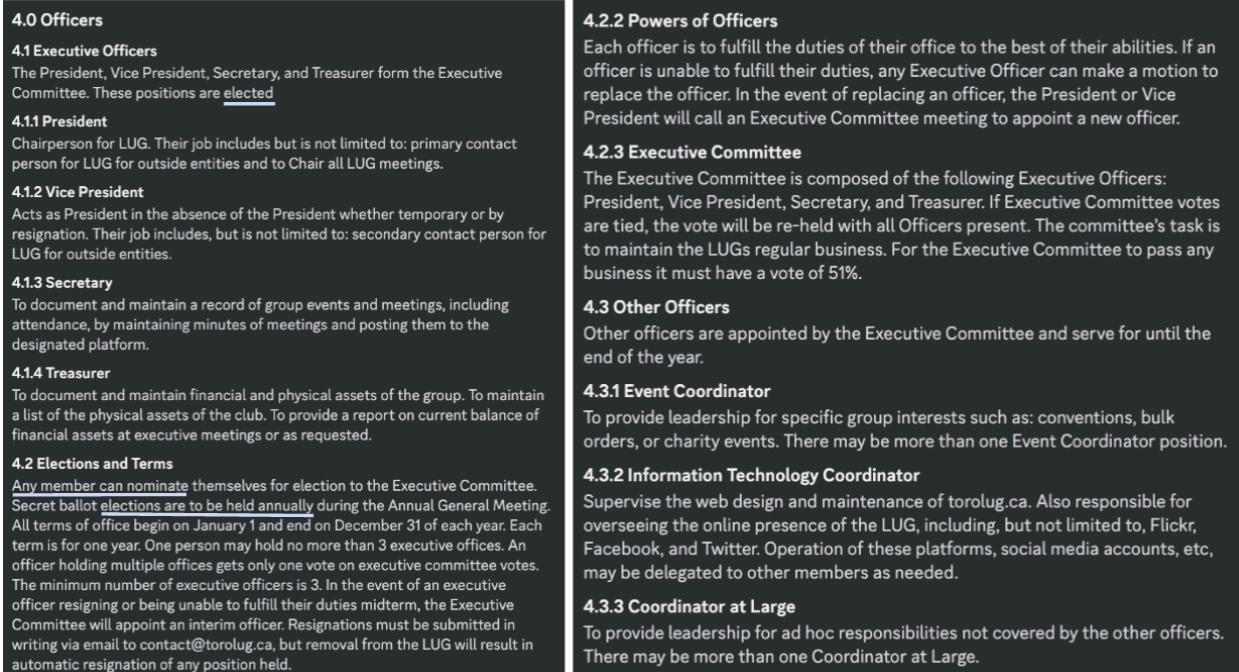 4.0 Officers
4.1 Executive Officers
The President, Vice President, Secretary, and Treasurer form the Executive
Committee. These positions are elected
4.1.1 President
Chairperson for LUG. Their job includes but is not limited to: primary contact
person for LUG for outside entities and to Chair all LUG meetings.
4.1.2 Vice President
Acts as President in the absence of the President whether temporary or by
resignation. Their job includes, but is not limited to: secondary contact person for
LUG for outside entities.
4.1.3 Secretary
To document and maintain a record of group events and meetings, including
attendance, by maintaining minutes of meetings and posting them to the
designated platform.
4.1.4 Treasurer
To document and maintain financial and physical assets of the group. To maintain
a list of the physical assets of the club. To provide a report on current balance of
financial assets at executive meetings or as requested.
4.2 Elections and Terms
Any member can nominate themselves for election to the Executive Committee.
Secret ballot elections are to be held annually during the Annual General Meeting.
All terms of office begin on January 1 and end on December 31 of each year. Each
term is for one year. One person may hold no more than 3 executive offices. An
officer holding multiple offices gets only one vote on executive committee votes.
The minimum number of executive officers is 3. In the event of an executive
officer resigning or being unable to fulfill their duties midterm, the Executive
Committee will appoint an interim officer. Resignations must be submitted in
writing via email to contact@torolug.ca, but removal from the LUG will result in
automatic resignation of any position held.
4.2.2 Powers of Officers
Each officer is to fulfill the duties of their office to the best of their abilities. If an
officer is unable to fulfill their duties, any Executive Officer can make a motion to
replace the officer. In the event of replacing an officer, the President or Vice
President will call an Executive Committee meeting to appoint a new officer.
4.2.3 Executive Committee
The Executive Committee is composed of the following Executive Officers:
President, Vice President, Secretary, and Treasurer. If Executive Committee votes
are tied, the vote will be re-held with all Officers present. The committee's task is
to maintain the LUGs regular business. For the Executive Committee to pass any
business it must have a vote of 51%.
4.3 Other Officers
Other officers are appointed by the Executive Committee and serve for until the
end of the year.
4.3.1 Event Coordinator
To provide leadership for specific group interests such as: conventions, bulk
orders, or charity events. There may be more than one Event Coordinator position.
4.3.2 Information Technology Coordinator
Supervise the web design and maintenance of torolug.ca. Also responsible for
overseeing the online presence of the LUG, including, but not limited to, Flickr,
Facebook, and Twitter. Operation of these platforms, social media accounts, etc,
may be delegated to other members as needed.
4.3.3 Coordinator at Large
To provide leadership for ad hoc responsibilities not covered by the other officers.
There may be more than one Coordinator at Large.